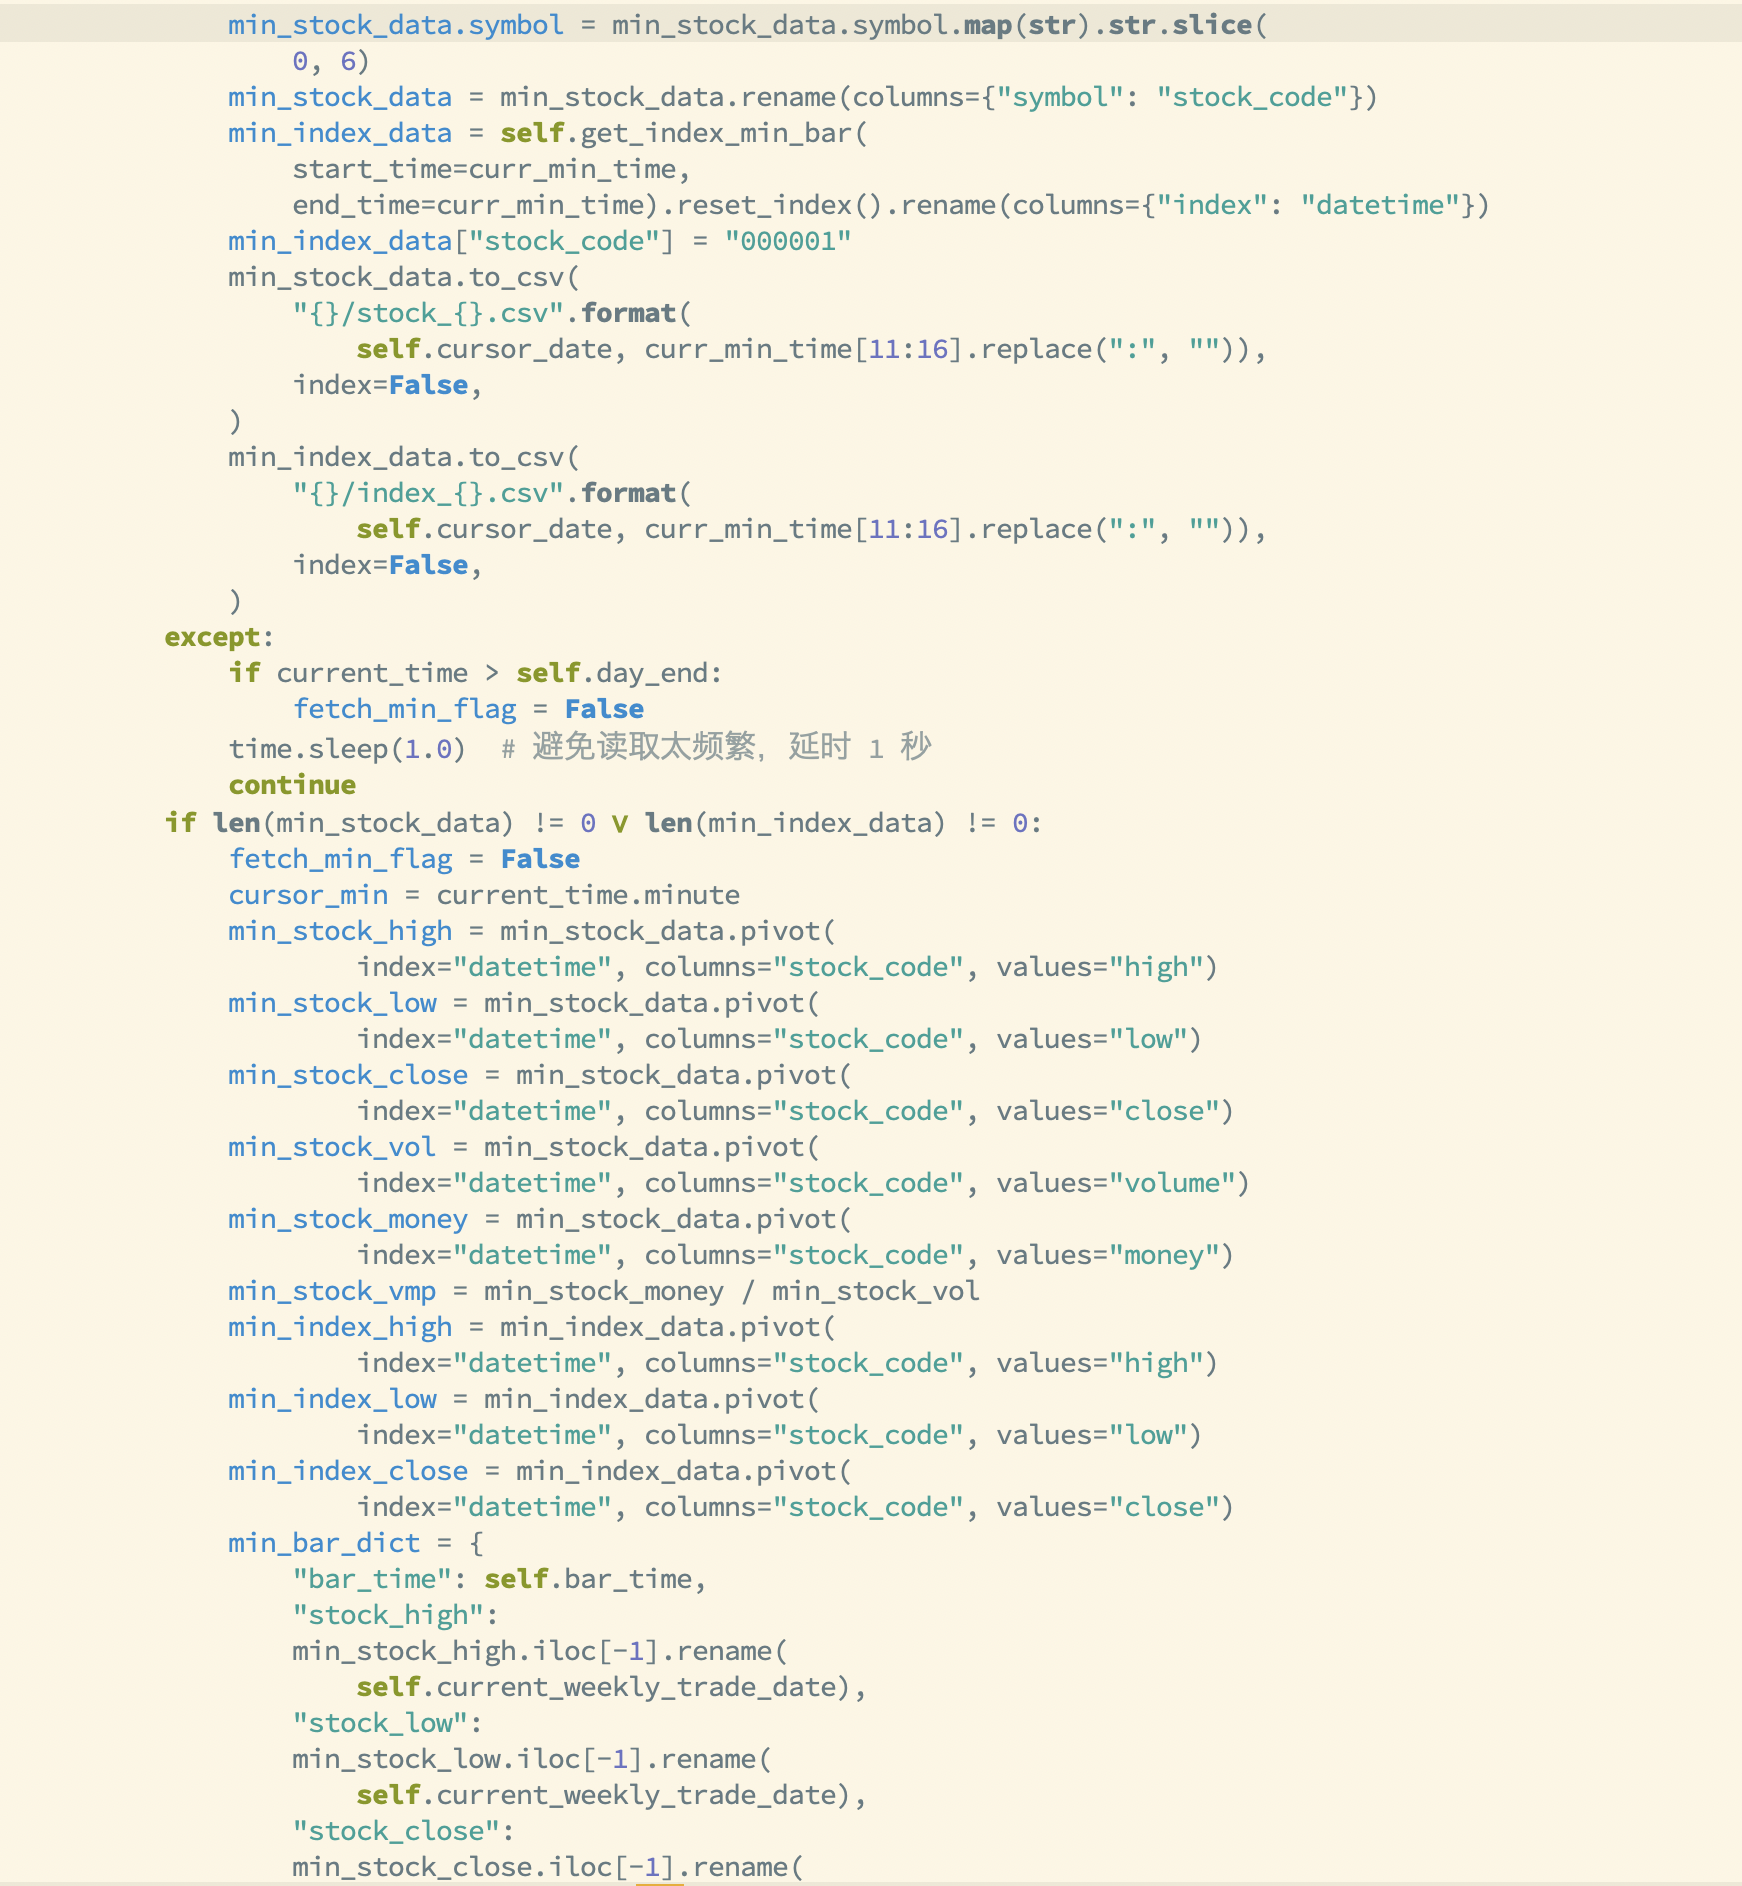 min_stock_data.symbol = min_stock_data.symbol.map(str).str.slice(
0, 6)
min_stock_data = min_stock_data.rename(columns={"symbol": "stock_code"})
min_index_data = self.get_index_min_bar(
start_time=curr_min_time,
end_time=curr_min_time).reset_index().rename(columns={"index": "datetime"})
min_index_data["stock_code"] = "000001"
min_stock_data.to_csv(
"{}/stock_{}.csv".format(
self.cursor_date, curr_min_time[11:16].replace(":", "")),
index=False,
)
min_index_data.to_csv(
"{}/index_{}.csv".format(
self.cursor_date, curr_min_time[11:16].replace(":", "")),
index=False,
)
except:
if current_time > self.day_end:
fetch_min_flag = False
time.sleep(1.0)  # 避免读取太频繁, 延时 1 秒
continue
if len(min_stock_data) != 0 ∨ len(min_index_data) != 0:
fetch_min_flag = False
cursor_min = current_time.minute
min_stock_high = min_stock_data.pivot(
index="datetime", columns="stock_code", values="high")
min_stock_low = min_stock_data.pivot(
index="datetime", columns="stock_code", values="low")
min_stock_close = min_stock_data.pivot(
index="datetime", columns="stock_code", values="close")
min_stock_vol = min_stock_data.pivot(
index="datetime", columns="stock_code", values="volume")
min_stock_money = min_stock_data.pivot(
index="datetime", columns="stock_code", values="money")
min_stock_vmp = min_stock_money / min_stock_vol
min_index_high = min_index_data.pivot(
index="datetime", columns="stock_code", values="high")
min_index_low = min_index_data.pivot(
index="datetime", columns="stock_code", values="low")
min_index_close = min_index_data.pivot(
index="datetime", columns="stock_code", values="close")
min_bar_dict = {
"bar_time": self.bar_time,
"stock_high":
min_stock_high.iloc[-1].rename(
self.current_weekly_trade_date),
"stock_low":
min_stock_low.iloc[-1].rename(
self.current_weekly_trade_date),
"stock_close":
min_stock_close.iloc[-1].rename(